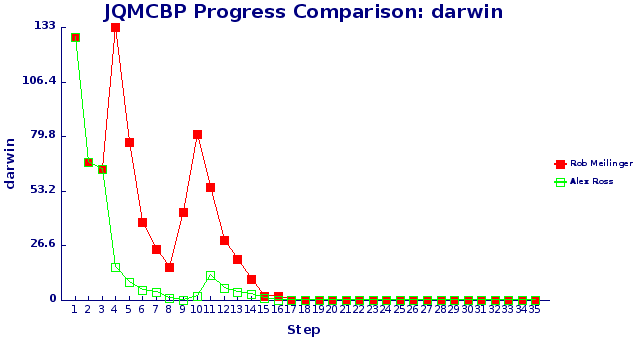 JQMCBP Progress Comparison: darwin
133
106.4
79.8
53.2
26.6
0
darwin
1 2 3 4 5 6 7 8 9 10 11 12 13 14 15 16 17 18 19 20 21 22 23 24 25 26 27 28 29 30 31 32 33 34 35
Step
Rob Meilinger
Alex Ross